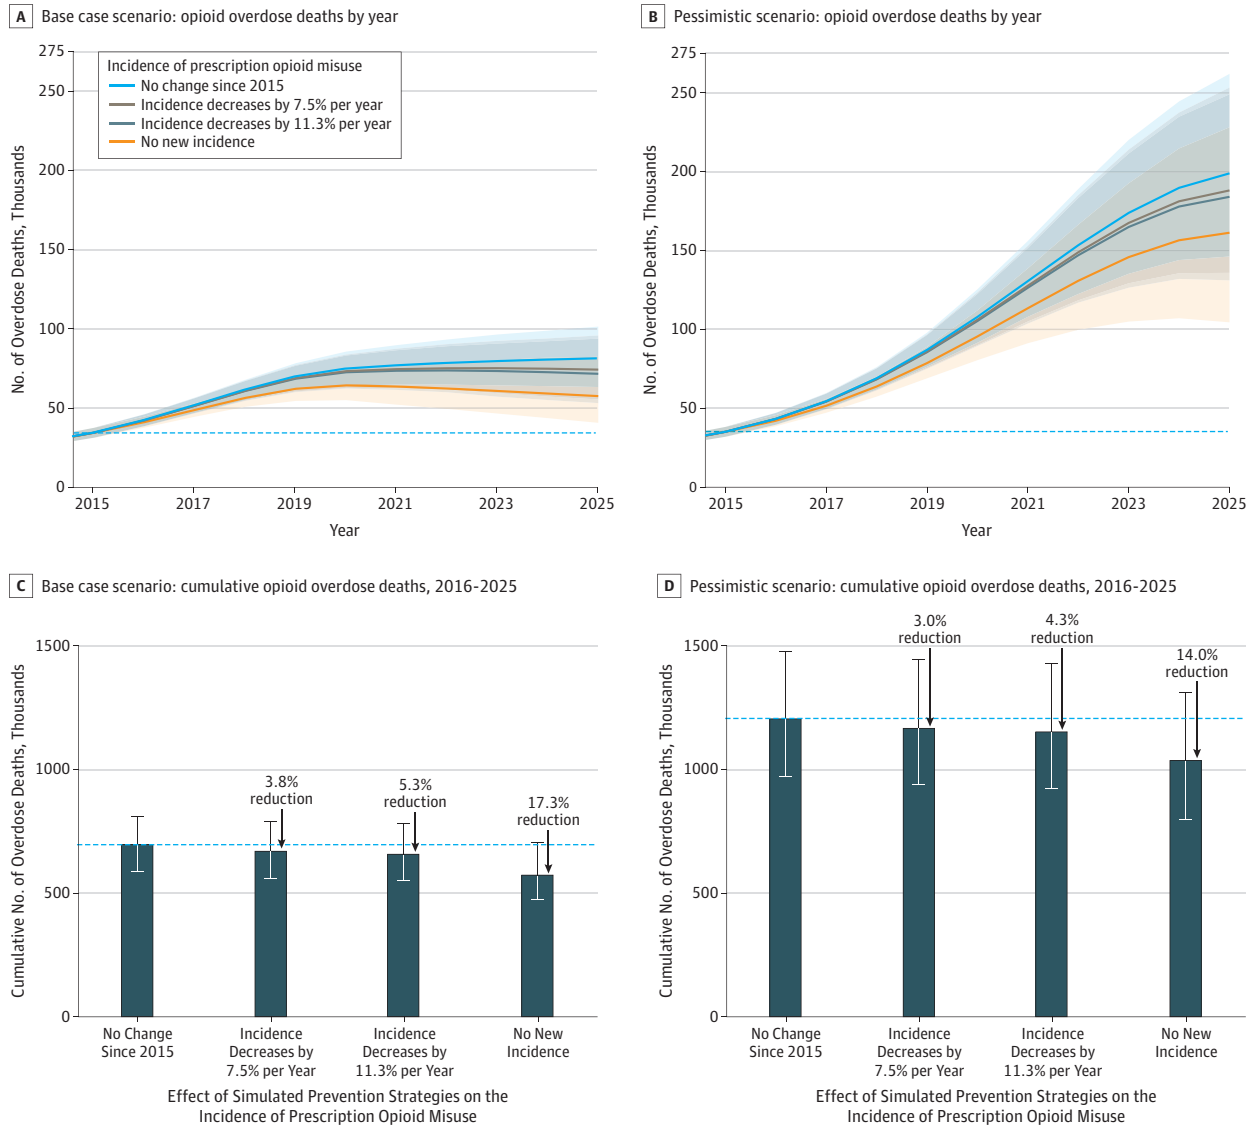 A Base case scenario: opioid overdose deaths by year
No. of Overdose Deaths, Thousands
275
250
200
150
100
50
0
Incidence of prescription opioid misuse
No change since 2015
Incidence decreases by 7.5% per year
Incidence decreases by 11.3% per year
No new incidence
2015 2017 2019 2021 2023 2025
Year
B Pessimistic scenario: opioid overdose deaths by year
No. of Overdose Deaths, Thousands
275
250
200
150
100
50
0
2015 2017 2019 2021 2023 2025
Year
C Base case scenario: cumulative opioid overdose deaths, 2016-2025
Cumulative No. of Overdose Deaths, Thousands
1500
1000
500
0
3.8%
reduction
5.3%
reduction
17.3%
reduction
No Change
Since 2015
Incidence
Decreases by
7.5% per Year
Incidence
Decreases by
11.3% per Year
No New
Incidence
Effect of Simulated Prevention Strategies on the
Incidence of Prescription Opioid Misuse
D Pessimistic scenario: cumulative opioid overdose deaths, 2016-2025
Cumulative No. of Overdose Deaths, Thousands
1500
1000
500
0
3.0%
reduction
4.3%
reduction
14.0%
reduction
No Change
Since 2015
Incidence
Decreases by
7.5% per Year
Incidence
Decreases by
11.3% per Year
No New
Incidence
Effect of Simulated Prevention Strategies on the
Incidence of Prescription Opioid Misuse